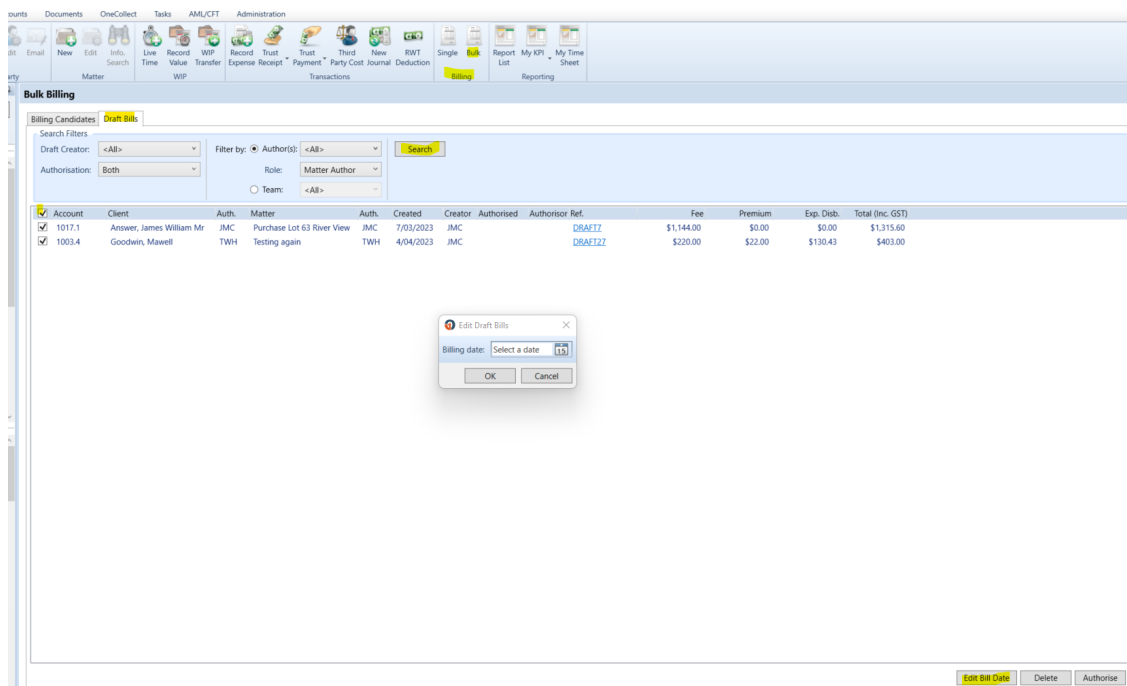 ounts Documents OneCollect Tasks AML/CFT Administration
dit Email New Edit Info. Search Live Time Record Value WIP Transfer Record Expense Trust Receipt Trust Payment Third Party Cost New Journal RWT Deduction Single Bulk Report List My KPI My Time Sheet
arty Matter WIP Transactions Billing Reporting
Bulk Billing
Billing Candidates Draft Bills
Search Filters
Draft Creator: <All> Filter by: Author(s): <All> Search
Authorisation: Both Role: Matter Author
Team: <All>
Account Client Auth. Matter Auth. Created Creator Authorised Authorisor Ref. Fee Premium Exp. Disb. Total (Inc. GST)
1017.1 Answer, James William Mr JMC Purchase Lot 63 River View JMC 7/03/2023 JMC DRAFT7 $1,144.00 $0.00 $0.00 $1,315.60
1003.4 Goodwin, Mawell TWH Testing again TWH 4/04/2023 JMC DRAFT27 $220.00 $22.00 $130.43 $403.00
Edit Draft Bills
Billing date: Select a date 15
OK Cancel
Edit Bill Date Delete Authorise